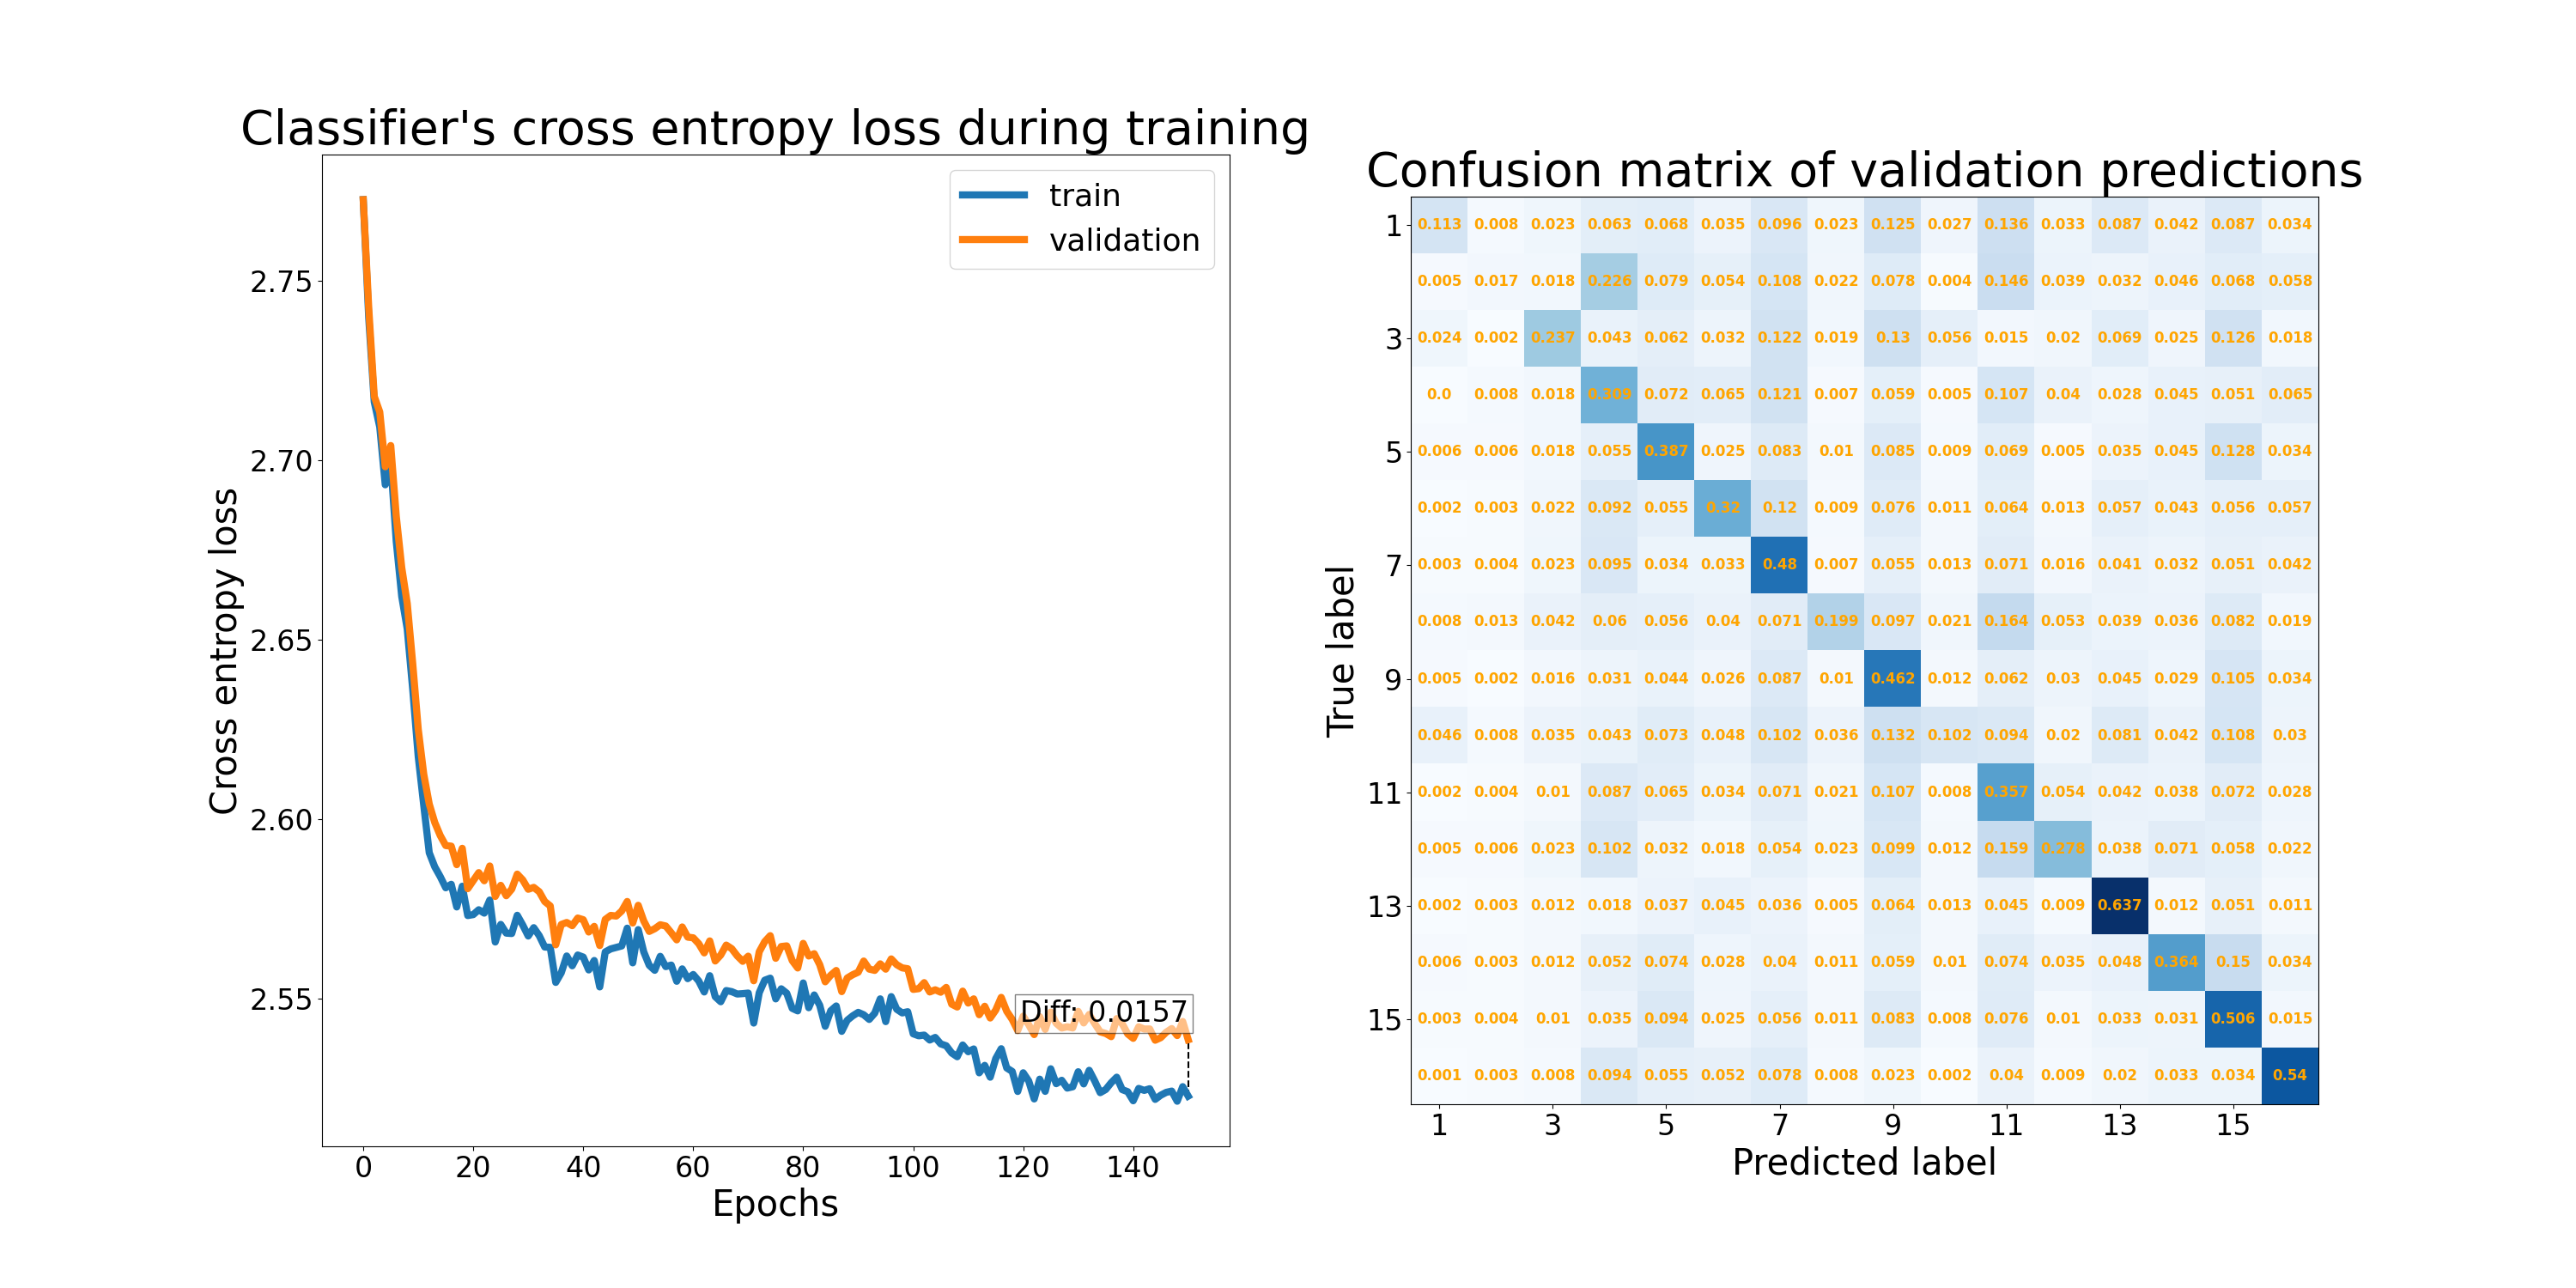 Classifier's cross entropy loss during training
train
validation
2.75
2.70
2.65
2.60
2.55
Cross entropy loss
Diff: 0.0157
0 20 40 60 80 100 120 140
Epochs
Confusion matrix of validation predictions
True label
1 0.113 0.008 0.023 0.063 0.068 0.035 0.096 0.023 0.125 0.027 0.136 0.033 0.087 0.042 0.087 0.034
0.005 0.017 0.018 0.226 0.079 0.054 0.108 0.022 0.078 0.004 0.146 0.039 0.032 0.046 0.068 0.058
3 0.024 0.002 0.237 0.043 0.062 0.032 0.122 0.019 0.13 0.056 0.015 0.02 0.069 0.025 0.126 0.018
0.0 0.008 0.018 0.309 0.072 0.065 0.121 0.007 0.059 0.005 0.107 0.04 0.028 0.045 0.051 0.065
5 0.006 0.006 0.018 0.055 0.387 0.025 0.083 0.01 0.085 0.009 0.069 0.005 0.035 0.045 0.128 0.034
0.002 0.003 0.022 0.092 0.055 0.32 0.12 0.009 0.076 0.011 0.064 0.013 0.057 0.043 0.056 0.057
7 0.003 0.004 0.023 0.095 0.034 0.033 0.48 0.007 0.055 0.013 0.071 0.016 0.041 0.032 0.051 0.042
0.008 0.013 0.042 0.06 0.056 0.04 0.071 0.199 0.097 0.021 0.164 0.053 0.039 0.036 0.082 0.019
9 0.005 0.002 0.016 0.031 0.044 0.026 0.087 0.01 0.462 0.012 0.062 0.03 0.045 0.029 0.105 0.034
0.046 0.008 0.035 0.043 0.073 0.048 0.102 0.036 0.132 0.102 0.094 0.02 0.081 0.042 0.108 0.03
11 0.002 0.004 0.01 0.087 0.065 0.034 0.071 0.021 0.107 0.008 0.357 0.054 0.042 0.038 0.072 0.028
0.005 0.006 0.023 0.102 0.032 0.018 0.054 0.023 0.099 0.012 0.159 0.278 0.038 0.071 0.058 0.022
13 0.002 0.003 0.012 0.018 0.037 0.045 0.036 0.005 0.064 0.013 0.045 0.009 0.637 0.012 0.051 0.011
0.006 0.003 0.012 0.052 0.074 0.028 0.04 0.011 0.059 0.01 0.074 0.035 0.048 0.364 0.15 0.034
15 0.003 0.004 0.01 0.035 0.094 0.025 0.056 0.011 0.083 0.008 0.076 0.01 0.033 0.031 0.506 0.015
0.001 0.003 0.008 0.094 0.055 0.052 0.078 0.008 0.023 0.002 0.04 0.009 0.02 0.033 0.034 0.54
1 3 5 7 9 11 13 15
Predicted label